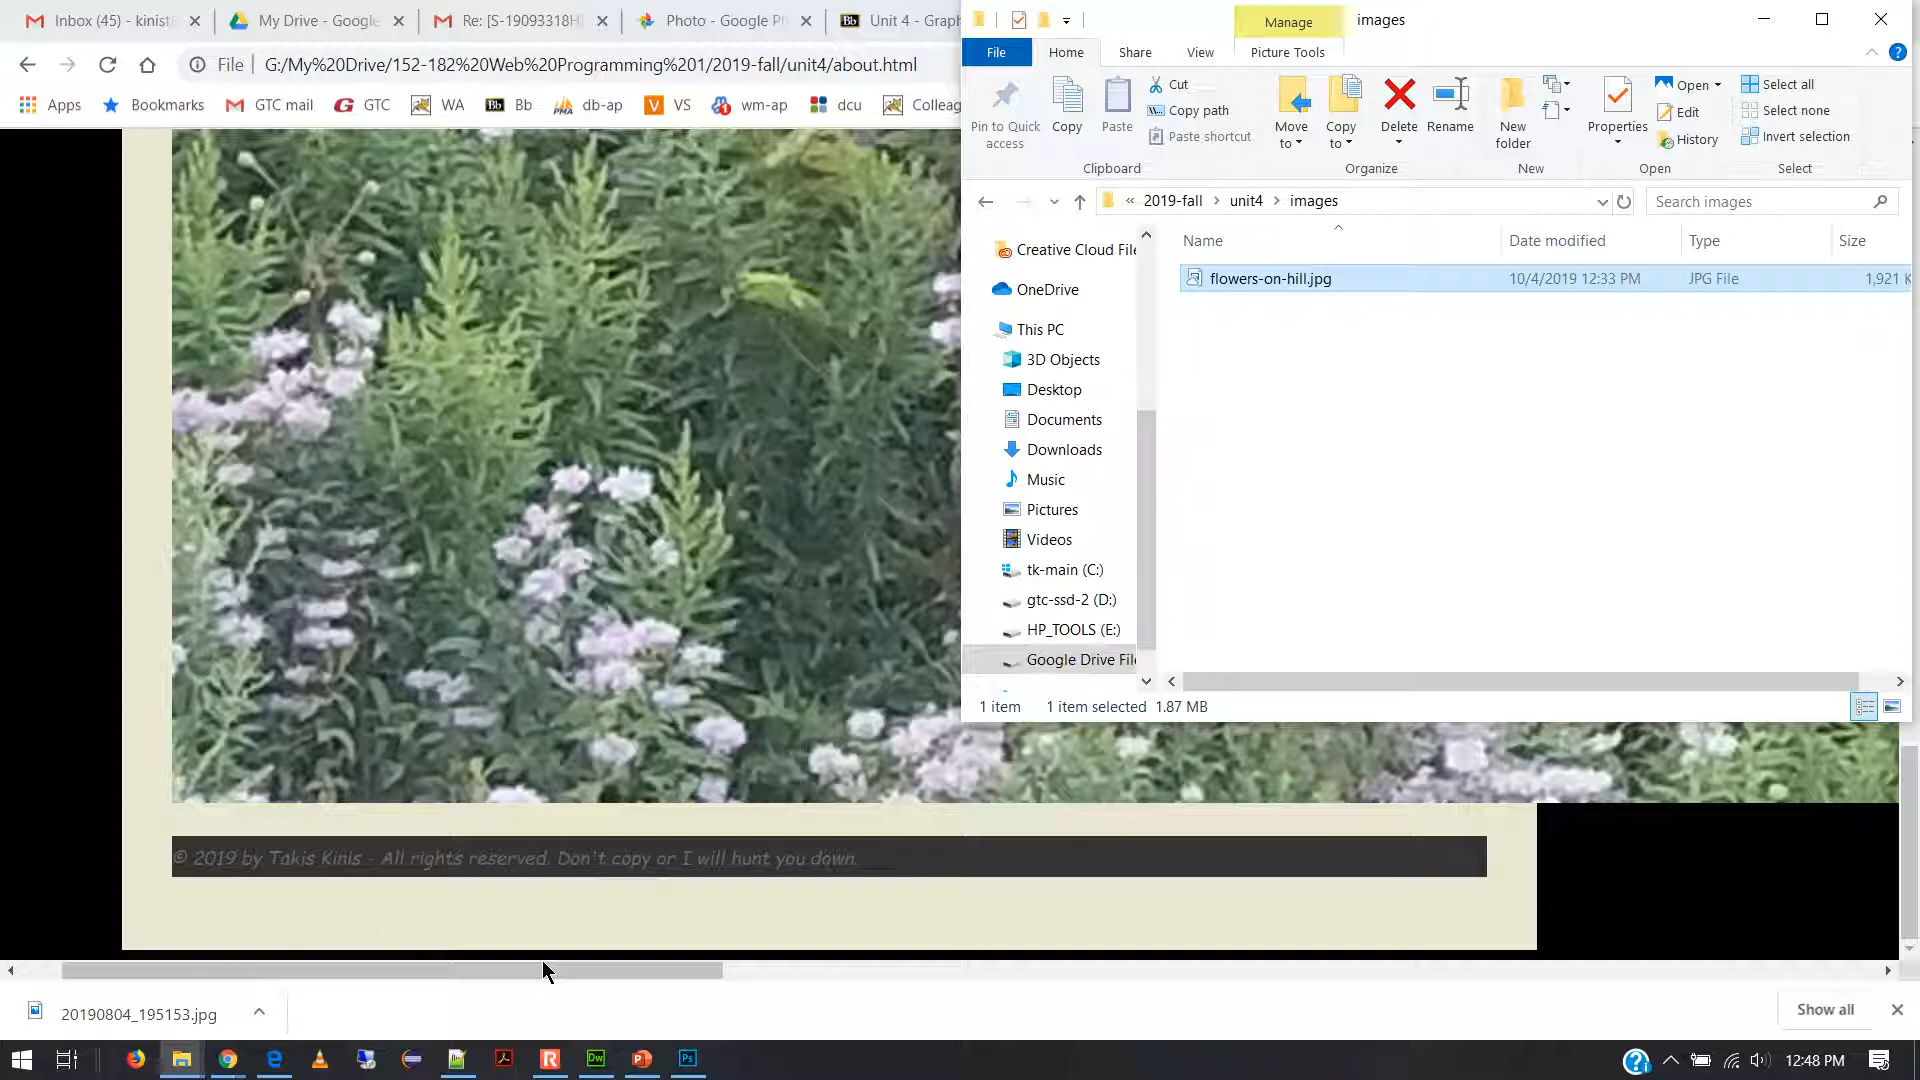 Inbox (45) - kinist
My Drive - Google
Re: [S-19093318H
Photo - Google Ph
Bb Unit 4 - Graph
File G:/My%20Drive/152-182%20Web%20Programming%201/2019-fall/unit4/about.html
Apps Bookmarks GTC mail GTC WA Bb Bb db-ap VS wm-ap dcu Colleag
Manage images
File Home Share View Picture Tools
Pin to Quick access
Copy
Paste
Cut
Copy path
Paste shortcut
Move to
Copy to
Delete
Rename
New folder
Properties
Open
Edit
History
Select all
Select none
Invert selection
Clipboard Organize New Open Select
« 2019-fall > unit4 > images
Search images
Name Date modified Type Size
flowers-on-hill.jpg 10/4/2019 12:33 PM JPG File 1,921 K
Creative Cloud File
OneDrive
This PC
3D Objects
Desktop
Documents
Downloads
Music
Pictures
Videos
tk-main (C:)
gtc-ssd-2 (D:)
HP_TOOLS (E:)
Google Drive File
1 item 1 item selected 1.87 MB
© 2019 by Takis Kinis - All rights reserved. Don't copy or I will hunt you down.
20190804_195153.jpg
Show all
Dw
Ps
12:48 PM